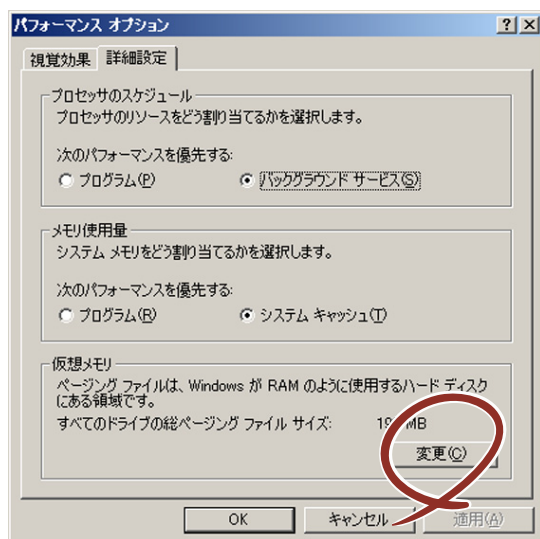 パフォーマンス オプション
視覚効果 詳細設定
プロセッサのスケジュール
プロセッサのリソースをどう割り当てるかを選択します。
次のパフォーマンスを優先する:
プログラム(P) バックグラウンド サービス(S)
メモリ使用量
システム メモリをどう割り当てるかを選択します。
次のパフォーマンスを優先する:
プログラム(R) システム キャッシュ(T)
仮想メモリ
ページング ファイルは、Windows が RAM のように使用するハード ディスク
にある領域です。
すべてのドライブの総ページング ファイル サイズ: MB
変更(C)
OK キャンセル 適用(A)